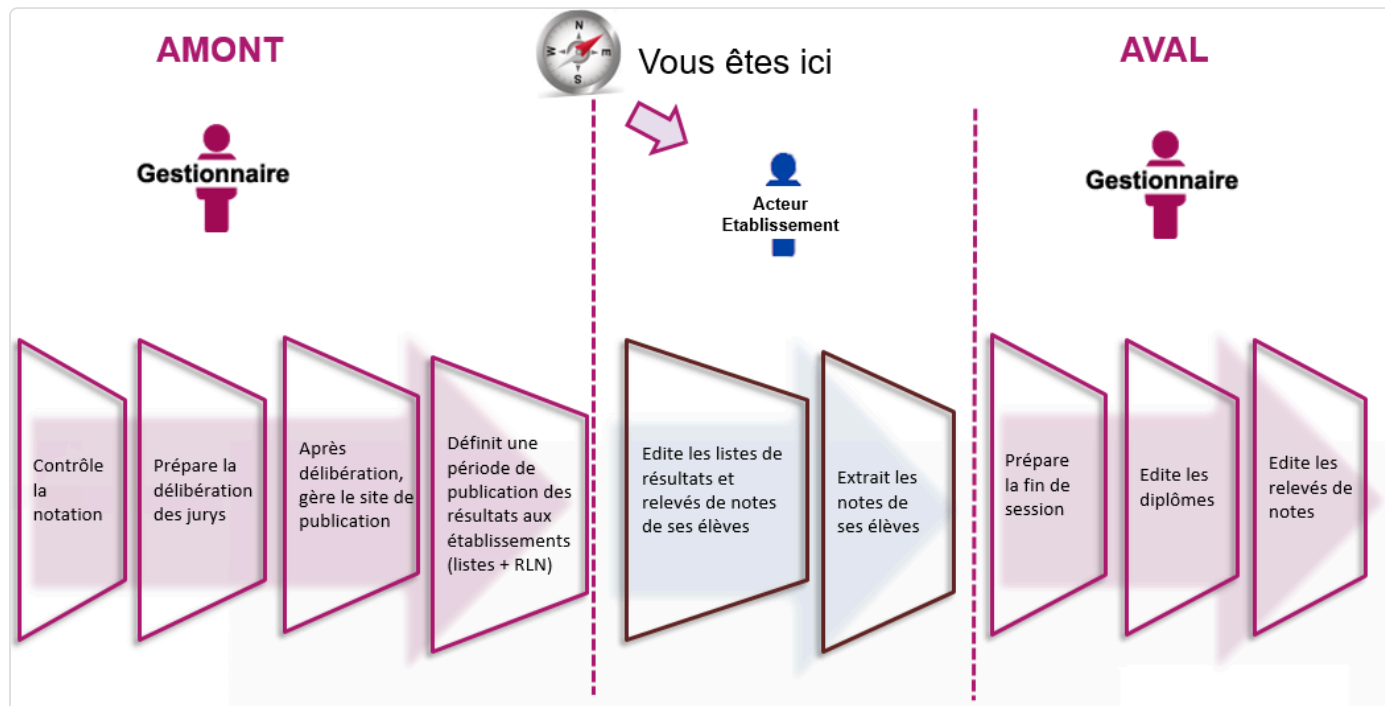 AMONT
N
W
E
S
Vous êtes ici
AVAL
Gestionnaire
Acteur
Etablissement
Gestionnaire
Contrôle
la
notation
Prépare la
délibération
des jurys
Après
délibération,
gère le site de
publication
Définit une
période de
publication des
résultats aux
établissements
(listes + RLN)
Edite les listes de
résultats et
relevés de notes
de ses élèves
Extrait les
notes de
ses élèves
Prépare
la fin de
session
Edite les
diplômes
Edite les
relevés de
notes